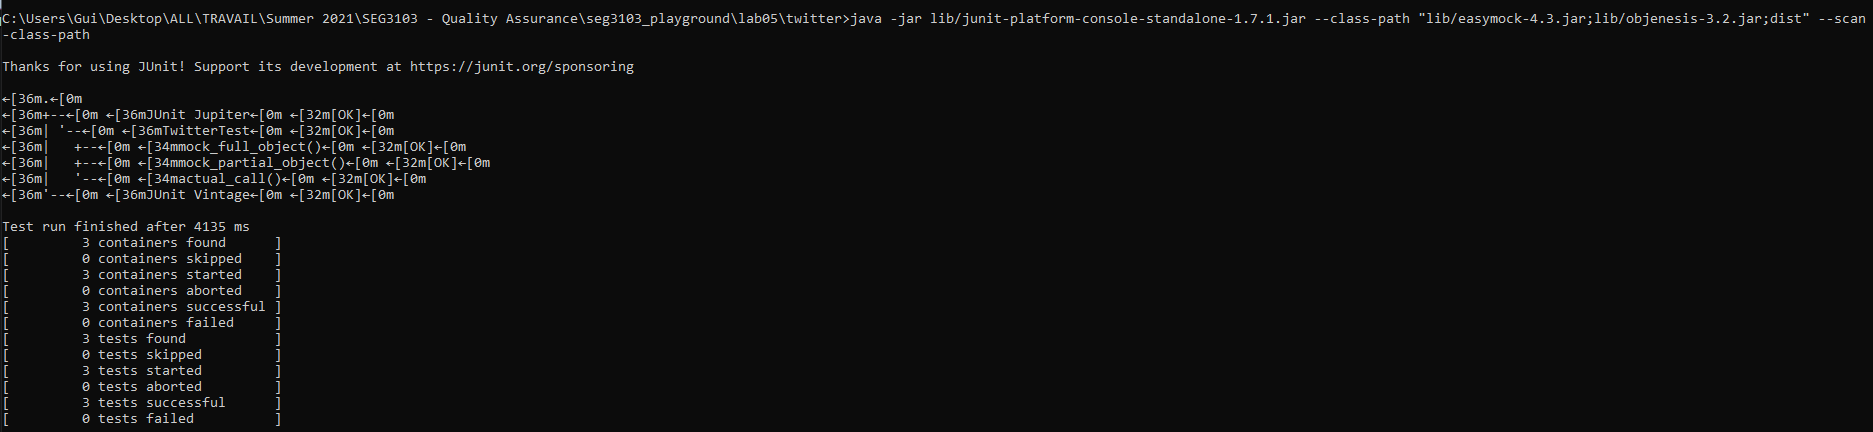 C:\Users\Gui\Desktop\ALL\TRAVAIL\Summer 2021\SEG3103 - Quality Assurance\seg3103_playground\lab05\twitter>java -jar lib/junit-platform-console-standalone-1.7.1.jar --class-path "lib/easymock-4.3.jar;lib/objenesis-3.2.jar;dist" --scan
-class-path
Thanks for using JUnit! Support its development at https://junit.org/sponsoring
←[36m.←[0m
←[36m+--←[0m ←[36mJUnit Jupiter←[0m ←[32m[OK]←[0m
←[36m| '--←[0m ←[36mTwitterTest←[0m ←[32m[OK]←[0m
←[36m|   +--←[0m ←[34mmock_full_object()←[0m ←[32m[OK]←[0m
←[36m|   +--←[0m ←[34mmock_partial_object()←[0m ←[32m[OK]←[0m
←[36m|   '--←[0m ←[34mactual_call()←[0m ←[32m[OK]←[0m
←[36m'--←[0m ←[36mJUnit Vintage←[0m ←[32m[OK]←[0m
Test run finished after 4135 ms
[         3 containers found      ]
[         0 containers skipped    ]
[         3 containers started    ]
[         0 containers aborted    ]
[         3 containers successful ]
[         0 containers failed     ]
[         3 tests found           ]
[         0 tests skipped         ]
[         3 tests started         ]
[         0 tests aborted         ]
[         3 tests successful      ]
[         0 tests failed          ]